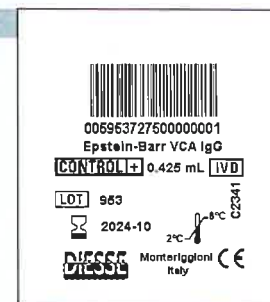 005953727500000001
Epstein-Barr VCA IgG
CONTROL + 0.425 mL IVD
LOT 953
2024-10
2°C 8°C
C2341
DIESSE Monteriggioni Italy CE